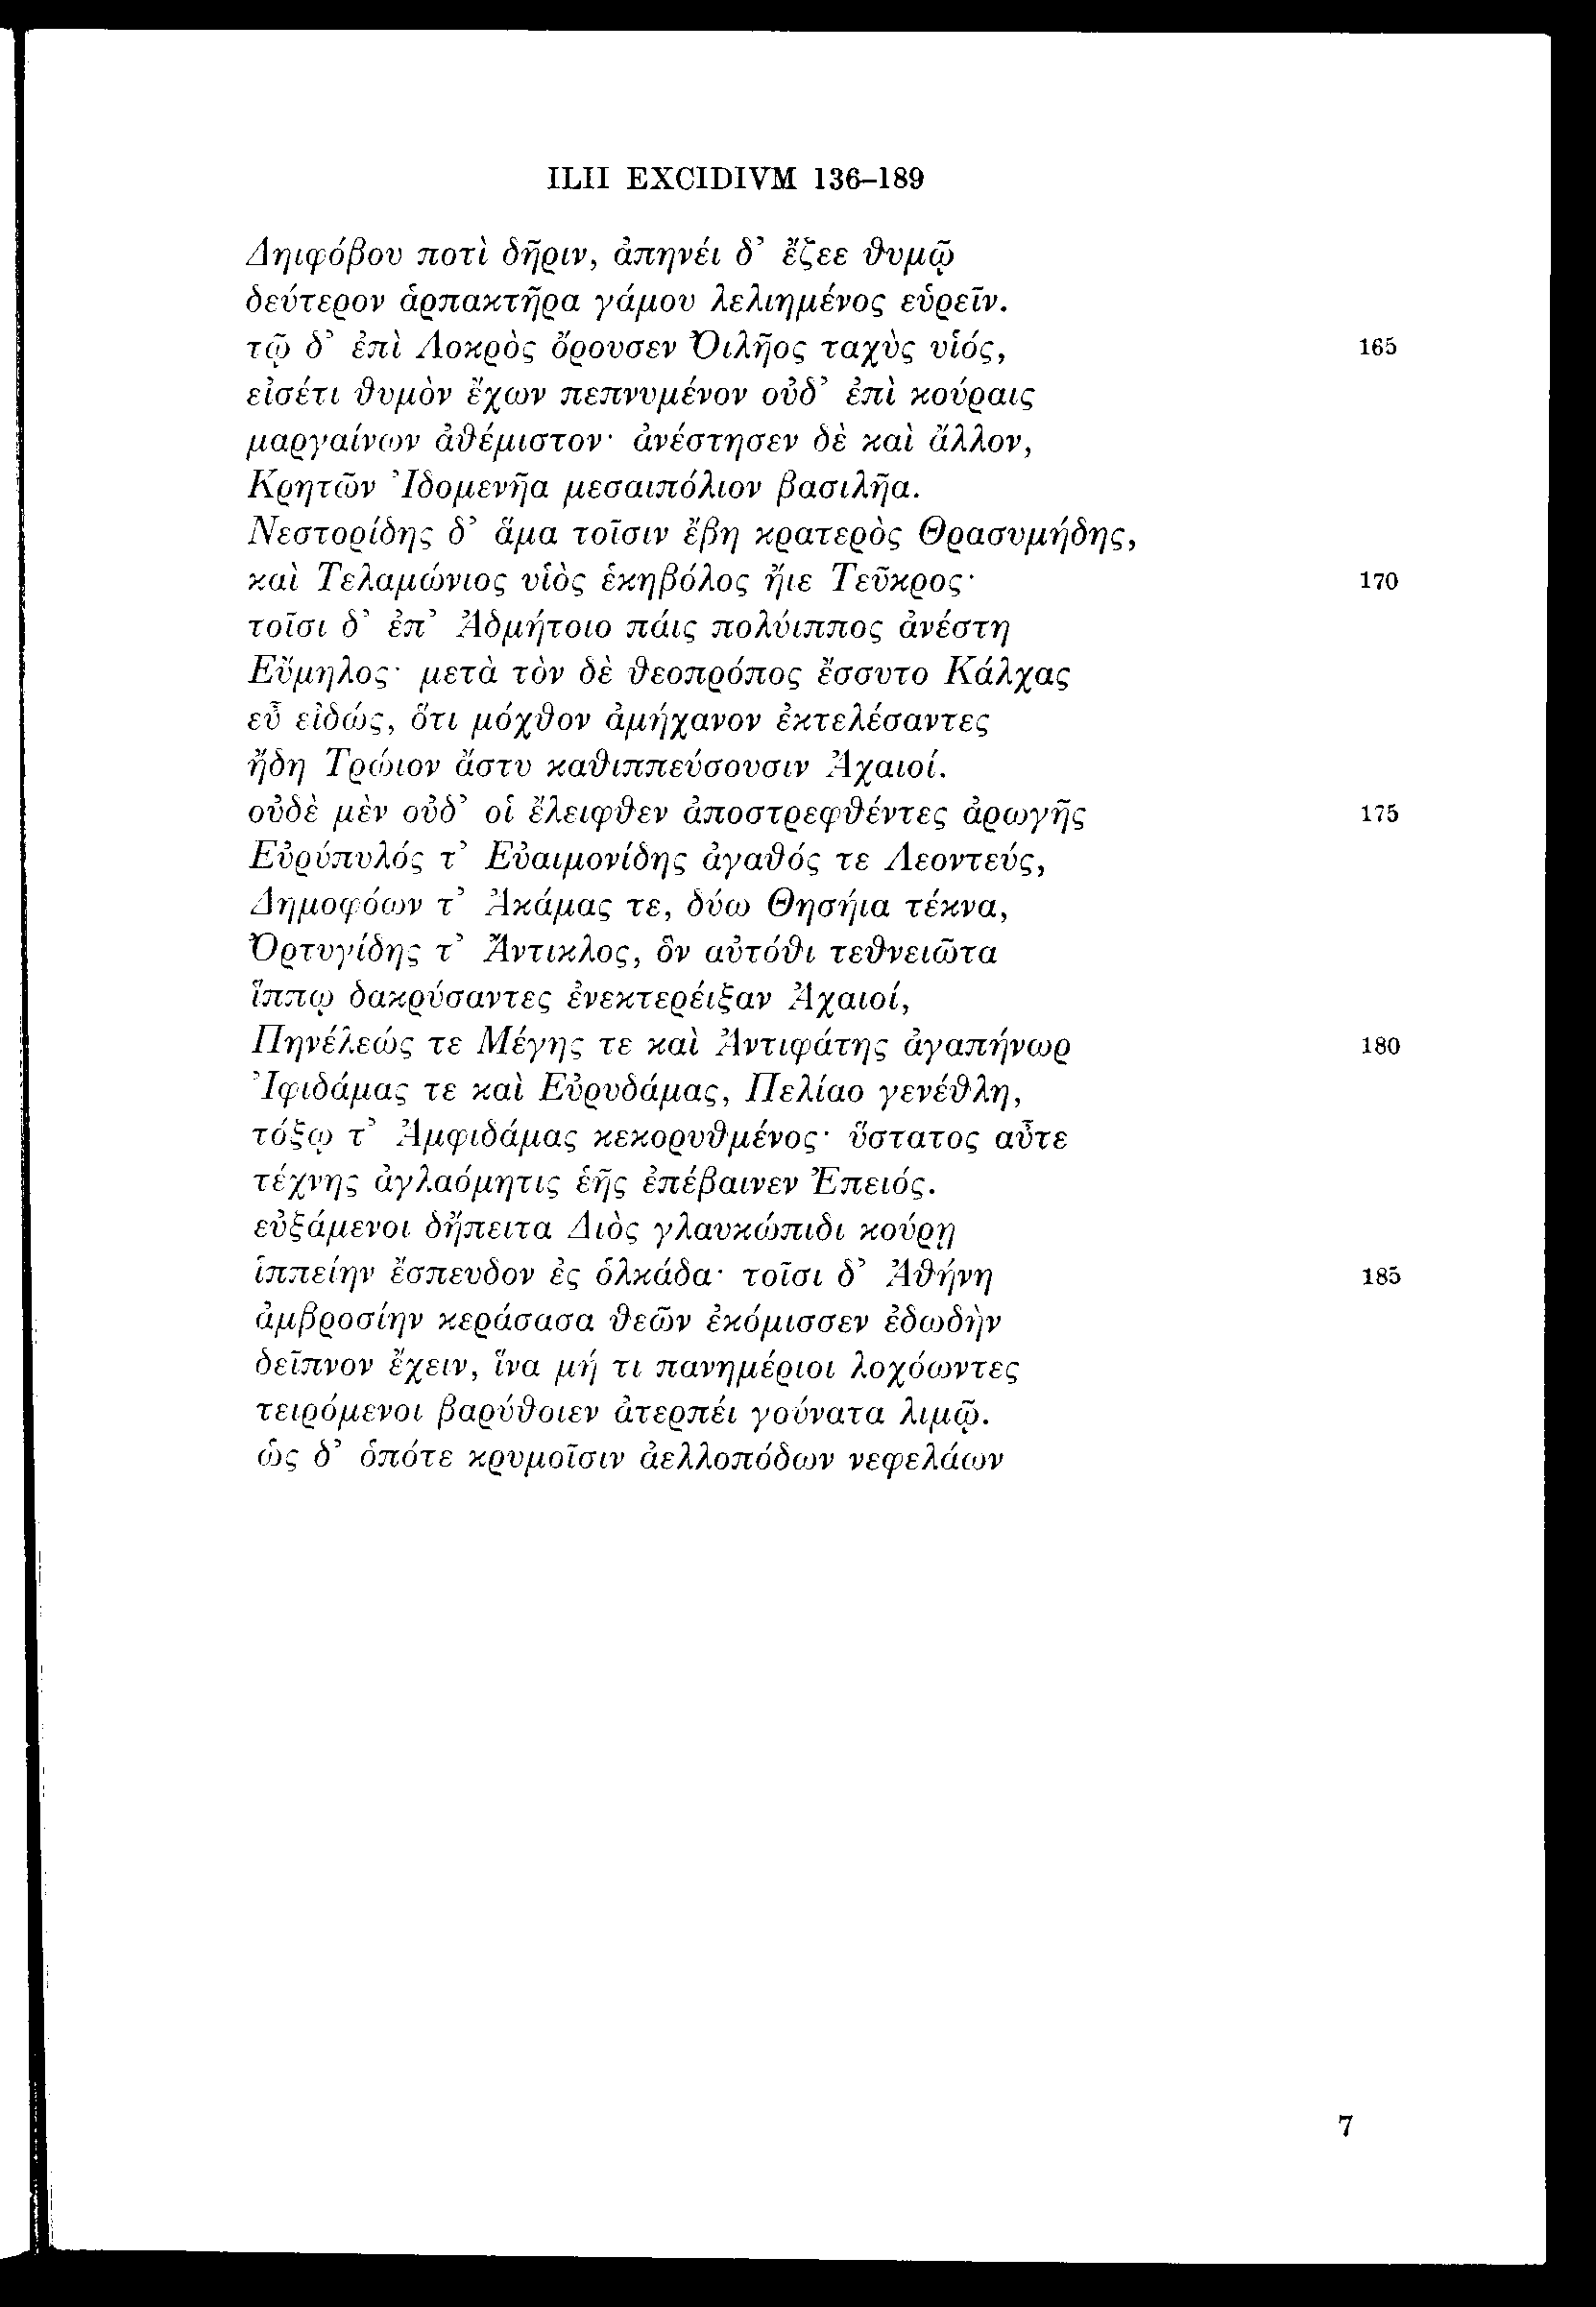 ILII EXCIDIVM 136–189
Δηιφόβου ποτὶ δῆριν, ἀπηνέι δ’ ἔζεε ϑυμῷ
δεύτερον ἁρπακτῆρα γάμου λελιημένος εὑρεῖν.
τῷ δ’ ἐπὶ Λοκρὸς ὄρουσεν Ὀιλῆος ταχὺς υἱός, 165
εἰσέτι ϑυμὸν ἔχων πεπνυμένον οὐδ’ ἐπὶ κούραις
μαργαίνων ἀϑέμιστον· ἀνέστησεν δὲ καὶ ἄλλον,
Κρητῶν Ἰδομενῆα μεσαιπόλιον βασιλῆα.
Νεστορίδης δ’ ἅμα τοῖσιν ἔβη κρατερὸς Θρασυμήδης,
καὶ Τελαμώνιος υἱὸς ἑκηβόλος ἤιε Τεῦκρος· 170
τοῖσι δ’ ἐπ’ Ἀδμήτοιο πάις πολύιππος ἀνέστη
Εὔμηλος· μετὰ τὸν δὲ ϑεοπρόπος ἔσσυτο Κάλχας
εὖ εἰδώς, ὅτι μόχϑον ἀμήχανον ἐκτελέσαντες
ἤδη Τρώιον ἄστυ καϑιππεύσουσιν Ἀχαιοί.
οὐδὲ μὲν οὐδ’ οἱ ἔλειφϑεν ἀποστρεφϑέντες ἀρωγῆς 175
Εὐρύπυλός τ’ Εὐαιμονίδης ἀγαϑός τε Λεοντεύς,
Δημοφόων τ’ Ἀκάμας τε, δύω Θησήια τέκνα,
Ὀρτυγίδης τ’ Ἄντικλος, ὃν αὐτόϑι τεϑνειῶτα
ἵππῳ δακρύσαντες ἐνεκτερέιξαν Ἀχαιοί,
Πηνέλεώς τε Μέγης τε καὶ Ἀντιφάτης ἀγαπήνωρ 180
Ἰφιδάμας τε καὶ Εὐρυδάμας, Πελίαο γενέϑλη,
τόξῳ τ’ Ἀμφιδάμας κεκορυϑμένος· ὕστατος αὖτε
τέχνης ἀγλαόμητις ἑῆς ἐπέβαινεν Ἐπειός.
εὐξάμενοι δἤπειτα Διὸς γλαυκώπιδι κούρῃ
ἱππείην ἔσπευδον ἐς ὁλκάδα· τοῖσι δ’ Ἀϑήνη 185
ἀμβροσίην κεράσασα ϑεῶν ἐκόμισσεν ἐδωδὴν
δεῖπνον ἔχειν, ἵνα μή τι πανημέριοι λοχόωντες
τειρόμενοι βαρύϑοιεν ἀτερπέι γούνατα λιμῷ.
ὡς δ’ ὁπότε κρυμοῖσιν ἀελλοπόδων νεφελάων
7